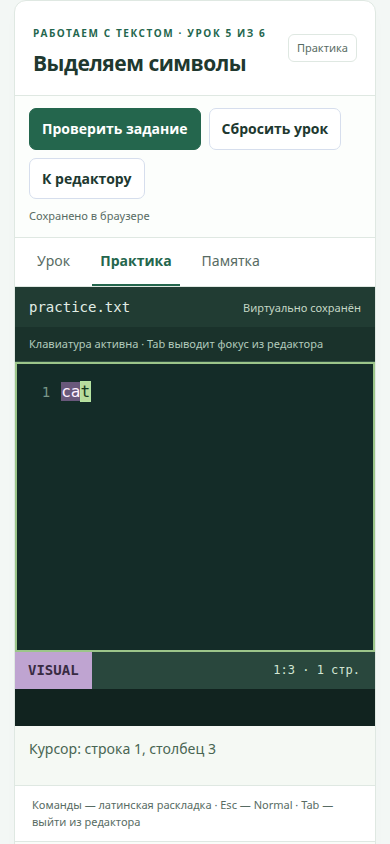 РАБОТАЕМ С ТЕКСТОМ · УРОК 5 ИЗ 6
Выделяем символы
Практика
Проверить задание
Сбросить урок
К редактору
Сохранено в браузере
Урок
Практика
Памятка
practice.txt
Виртуально сохранён
Клавиатура активна · Tab выводит фокус из редактора
1 cat
VISUAL
1:3 · 1 стр.
Курсор: строка 1, столбец 3
Команды — латинская раскладка · Esc — Normal · Tab —
выйти из редактора